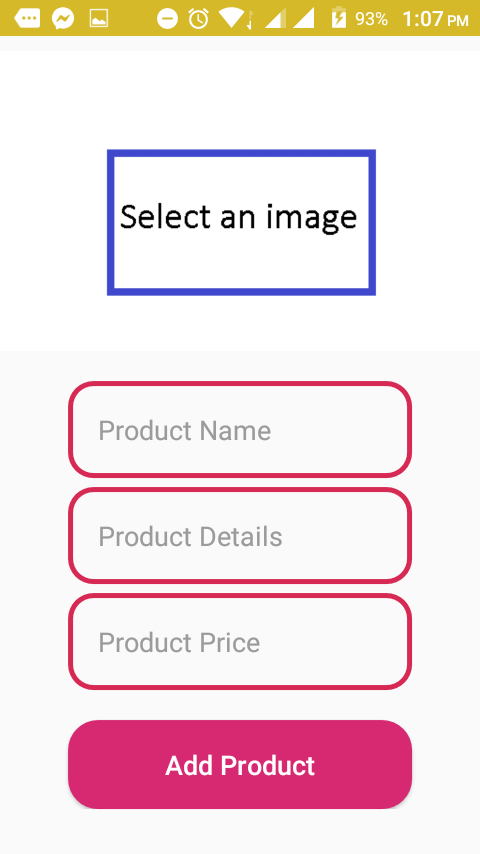 93% 1:07 PM
Select an image
Product Name
Product Details
Product Price
Add Product